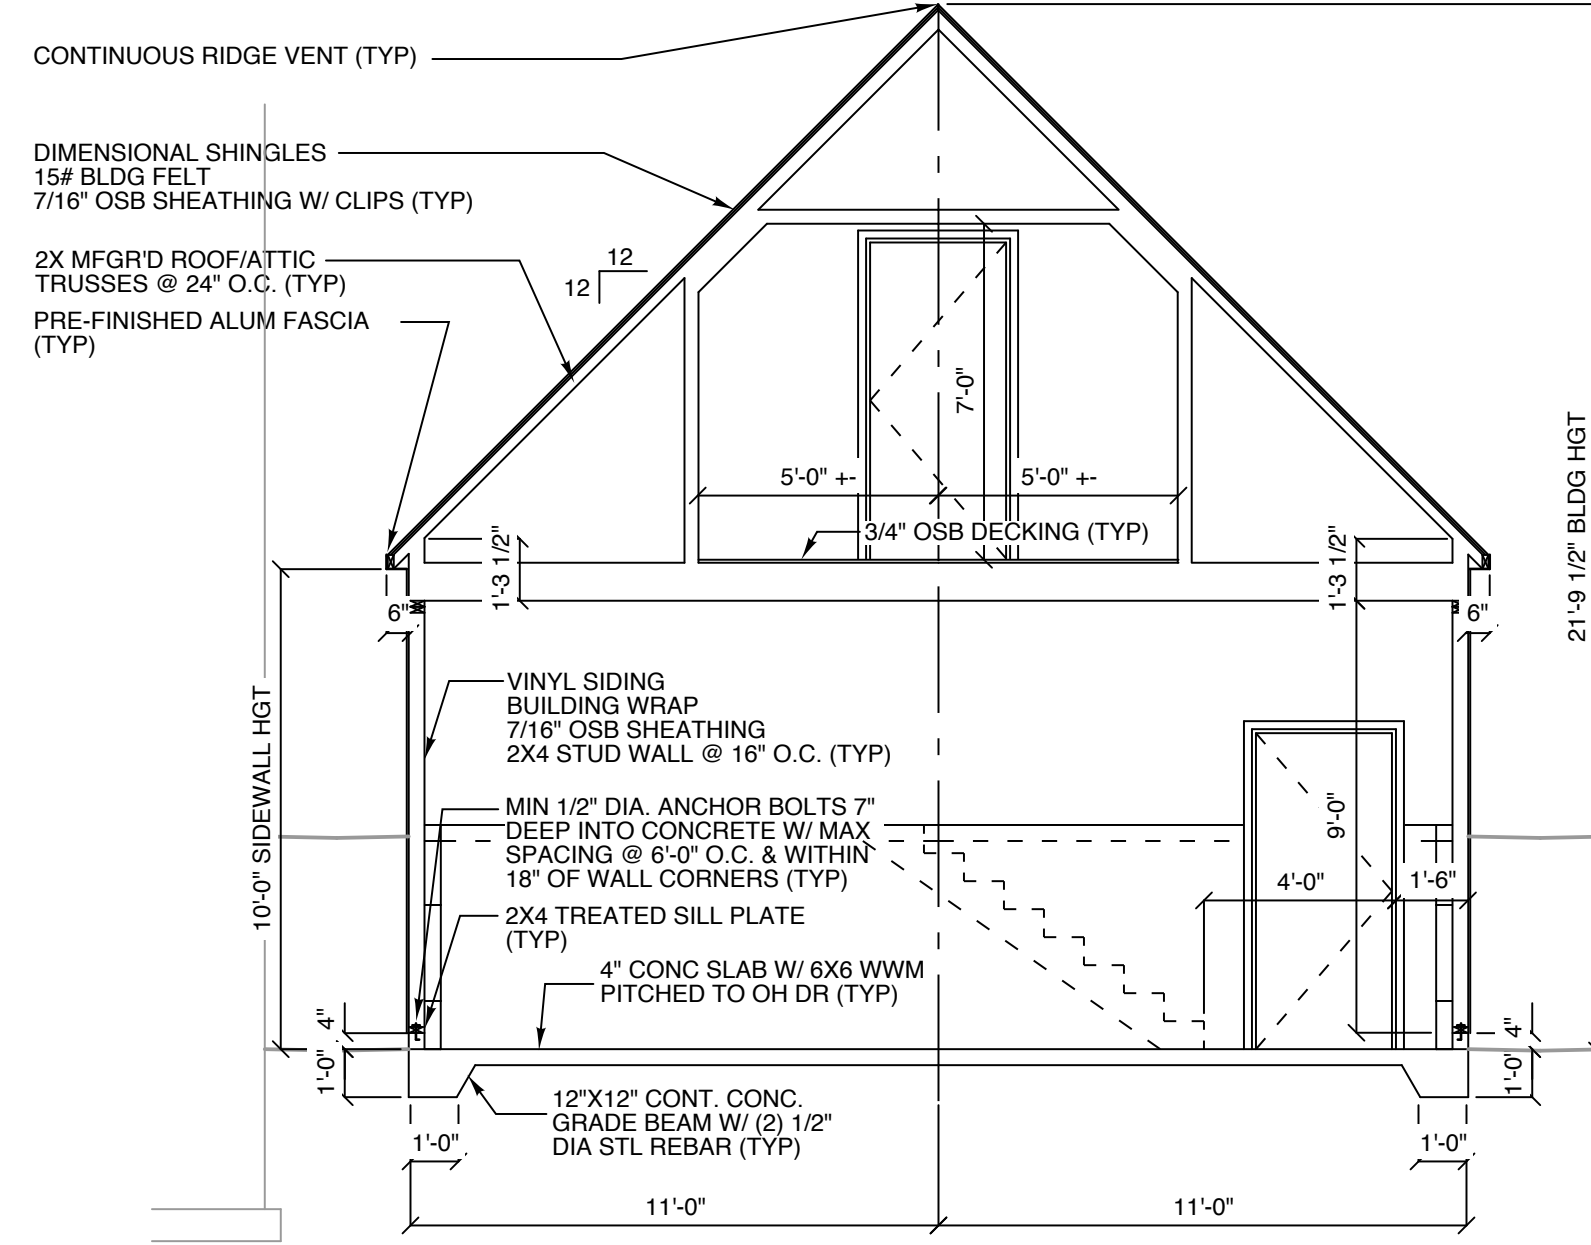 CONTINUOUS RIDGE VENT (TYP)
DIMENSIONAL SHINGLES
15# BLDG FELT
7/16" OSB SHEATHING W/ CLIPS (TYP)
2X MFGR'D ROOF/ATTIC
TRUSSES @ 24" O.C. (TYP)
PRE-FINISHED ALUM FASCIA
(TYP)
12
12
7'-0"
5'-0" +-
5'-0" +-
3/4" OSB DECKING (TYP)
1'-3 1/2"
1'-3 1/2"
21'-9 1/2" BLDG HGT
6"
6"
10'-0" SIDEWALL HGT
VINYL SIDING
BUILDING WRAP
7/16" OSB SHEATHING
2X4 STUD WALL @ 16" O.C. (TYP)
MIN 1/2" DIA. ANCHOR BOLTS 7"
DEEP INTO CONCRETE W/ MAX
SPACING @ 6'-0" O.C. & WITHIN
18" OF WALL CORNERS (TYP)
9'-0"
4'-0"
1'-6"
2X4 TREATED SILL PLATE
(TYP)
4" CONC SLAB W/ 6X6 WWM
PITCHED TO OH DR (TYP)
4"
4"
1'-0"
1'-0"
12"X12" CONT. CONC.
GRADE BEAM W/ (2) 1/2"
DIA STL REBAR (TYP)
1'-0"
1'-0"
11'-0"
11'-0"